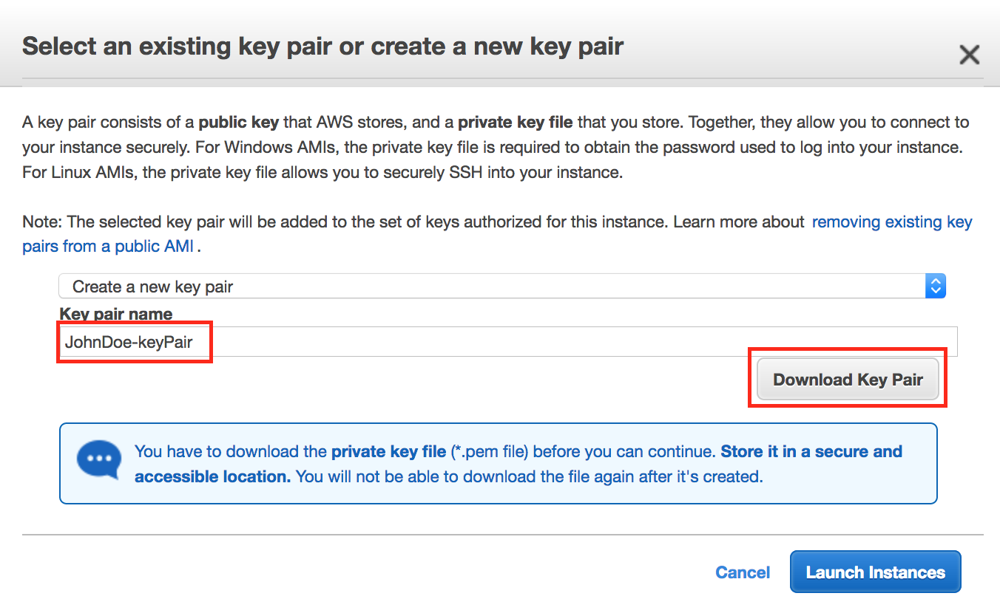 Select an existing key pair or create a new key pair
A key pair consists of a public key that AWS stores, and a private key file that you store. Together, they allow you to connect to
your instance securely. For Windows AMIs, the private key file is required to obtain the password used to log into your instance.
For Linux AMIs, the private key file allows you to securely SSH into your instance.
Note: The selected key pair will be added to the set of keys authorized for this instance. Learn more about removing existing key
pairs from a public AMI .
Create a new key pair
Key pair name
JohnDoe-keyPair
Download Key Pair
You have to download the private key file (*.pem file) before you can continue. Store it in a secure and
accessible location. You will not be able to download the file again after it's created.
Cancel
Launch Instances